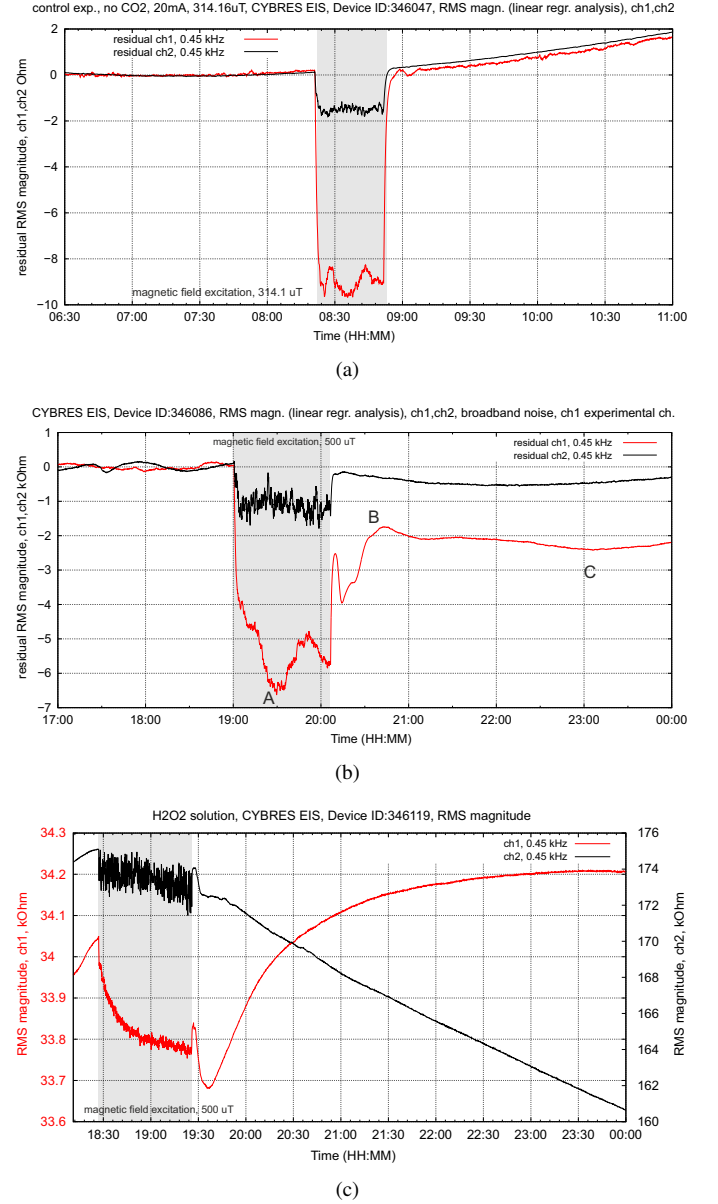 control exp., no CO2, 20mA, 314.16uT, CYBRES EIS, Device ID:346047, RMS magn. (linear regr. analysis), ch1,ch2
residual RMS magnitude, ch1,ch2 Ohm
2
0
−2
−4
−6
−8
−10
residual ch1, 0.45 kHz
residual ch2, 0.45 kHz
magnetic field excitation, 314.1 uT
06:30 07:00 07:30 08:00 08:30 09:00 09:30 10:00 10:30 11:00
Time (HH:MM)
(a)
CYBRES EIS, Device ID:346086, RMS magn. (linear regr. analysis), ch1,ch2, broadband noise, ch1 experimental ch.
residual RMS magnitude, ch1,ch2 kOhm
1
0
−1
−2
−3
−4
−5
−6
−7
magnetic field excitation, 500 uT
residual ch1, 0.45 kHz
residual ch2, 0.45 kHz
A
B
C
17:00 18:00 19:00 20:00 21:00 22:00 23:00 00:00
Time (HH:MM)
(b)
H2O2 solution, CYBRES EIS, Device ID:346119, RMS magnitude
RMS magnitude, ch1, kOhm
34.3
34.2
34.1
34
33.9
33.8
33.7
33.6
ch1, 0.45 kHz
ch2, 0.45 kHz
176
174
172
170
168
166
164
162
160
RMS magnitude, ch2, kOhm
magnetic field excitation, 500 uT
18:30 19:00 19:30 20:00 20:30 21:00 21:30 22:00 22:30 23:00 23:30 00:00
Time (HH:MM)
(c)